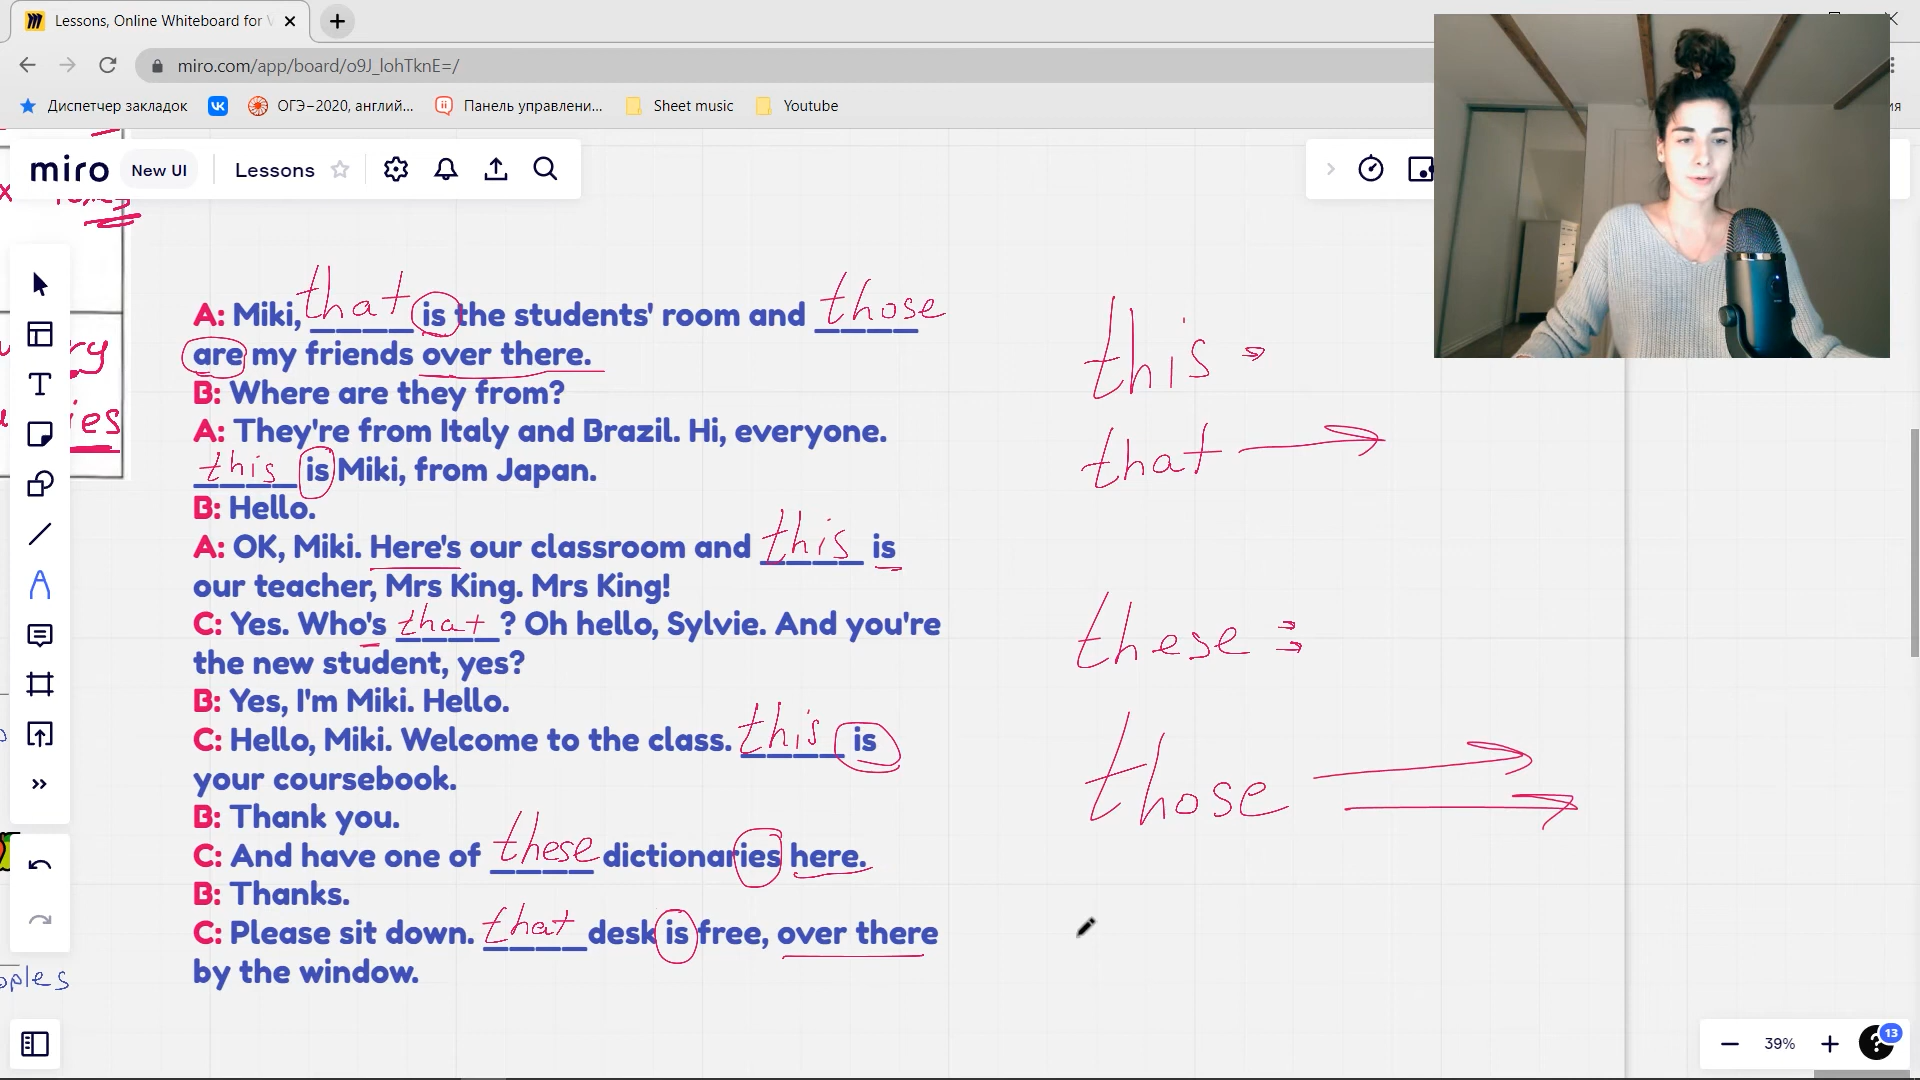 Lessons, Online Whiteboard for
miro.com/app/board/o9J_lohTknE=/
Диспетчер закладок
ОГЭ–2020, англий...
Панель управлени...
Sheet music
Youtube
miro
New UI
Lessons
A: Miki, that is the students' room and those
are my friends over there.
B: Where are they from?
A: They're from Italy and Brazil. Hi, everyone.
this is Miki, from Japan.
B: Hello.
A: OK, Miki. Here's our classroom and this is
our teacher, Mrs King. Mrs King!
C: Yes. Who's that? Oh hello, Sylvie. And you're
the new student, yes?
B: Yes, I'm Miki. Hello.
C: Hello, Miki. Welcome to the class. this is
your coursebook.
B: Thank you.
C: And have one of these dictionaries here.
B: Thanks.
C: Please sit down. that desk is free, over there
by the window.
this
that
these
those
ies
39%
13